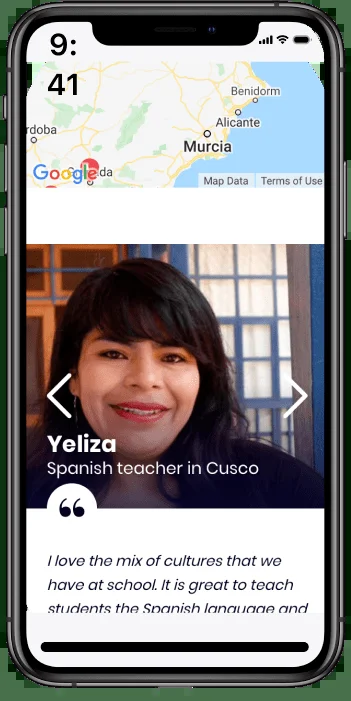 9:
41
Benidorm
Alicante
rdoba
Murcia
Google
da
Map Data
Terms of Use
Yeliza
Spanish teacher in Cusco
“
I love the mix of cultures that we
have at school. It is great to teach
students the Spanish language and